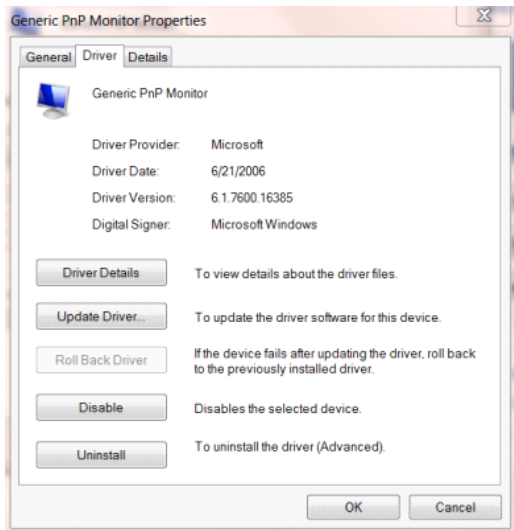 Generic PnP Monitor Properties
General Driver Details
Generic PnP Monitor
Driver Provider: Microsoft
Driver Date: 6/21/2006
Driver Version: 6.1.7600.16385
Digital Signer: Microsoft Windows
Driver Details To view details about the driver files.
Update Driver... To update the driver software for this device.
Roll Back Driver If the device fails after updating the driver, roll back
to the previously installed driver.
Disable Disables the selected device.
Uninstall To uninstall the driver (Advanced).
OK Cancel